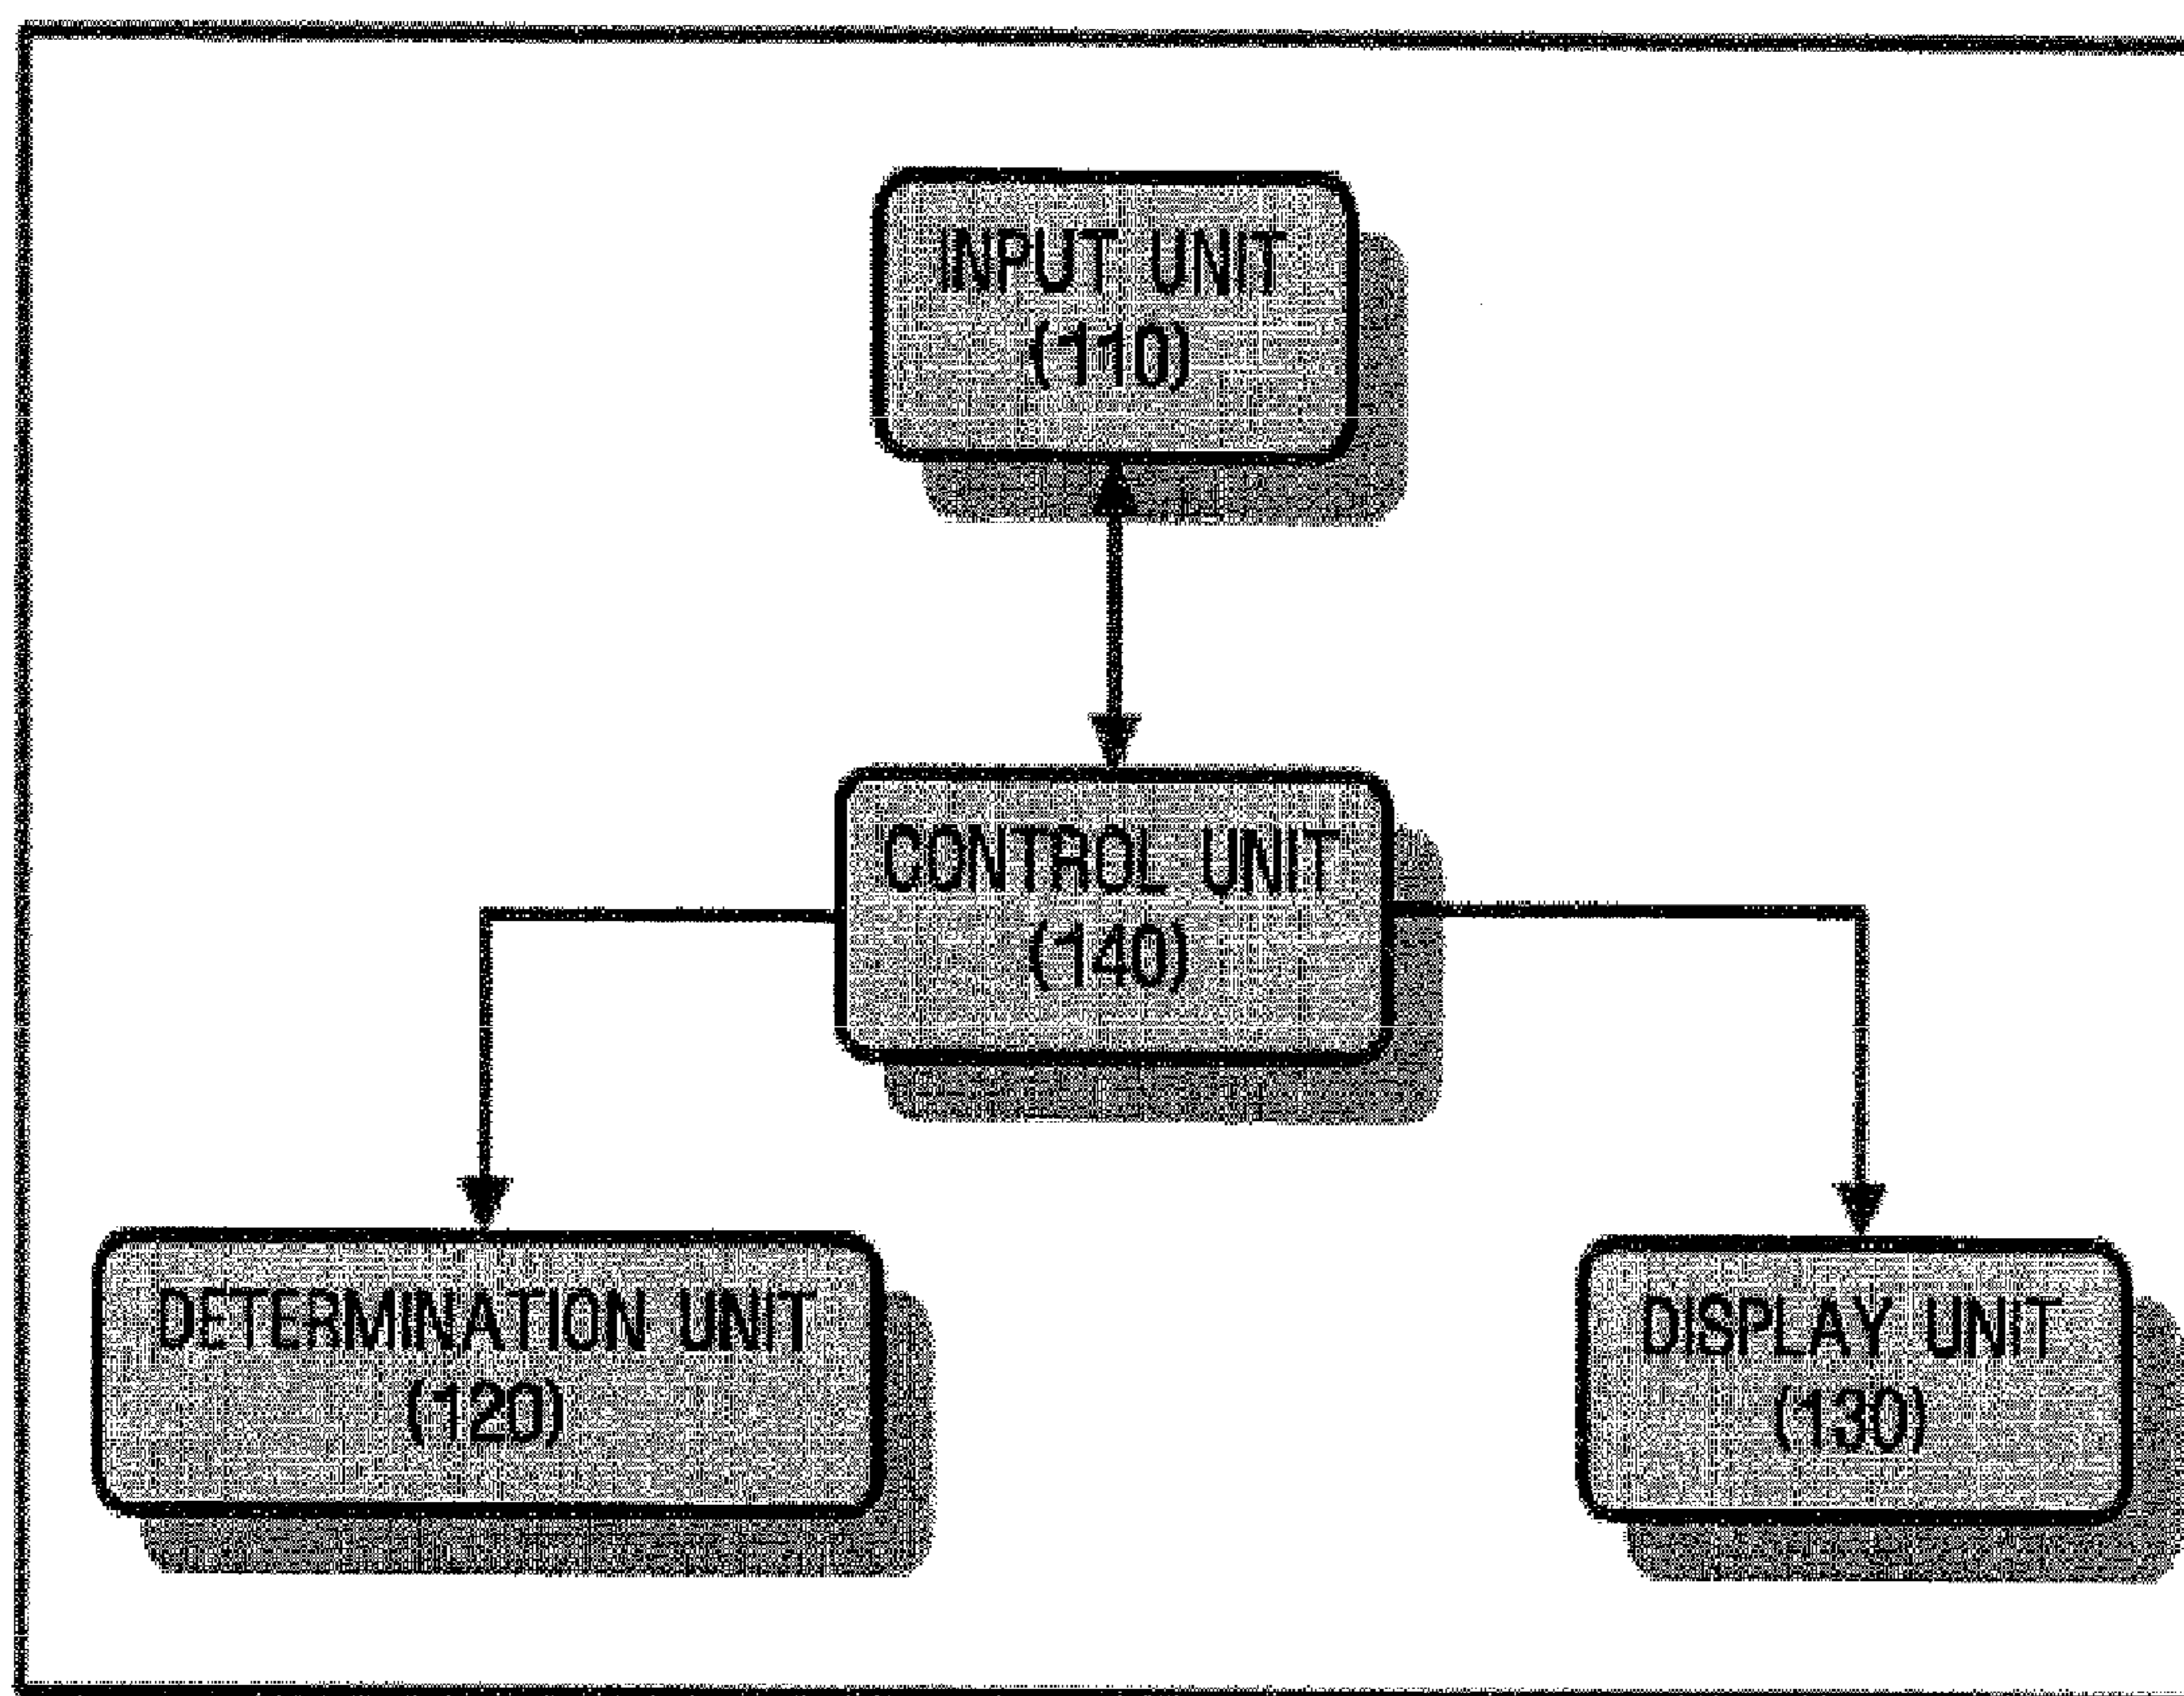 INPUT UNIT
(110)
CONTROL UNIT
(140)
DETERMINATION UNIT
(120)
DISPLAY UNIT
(130)